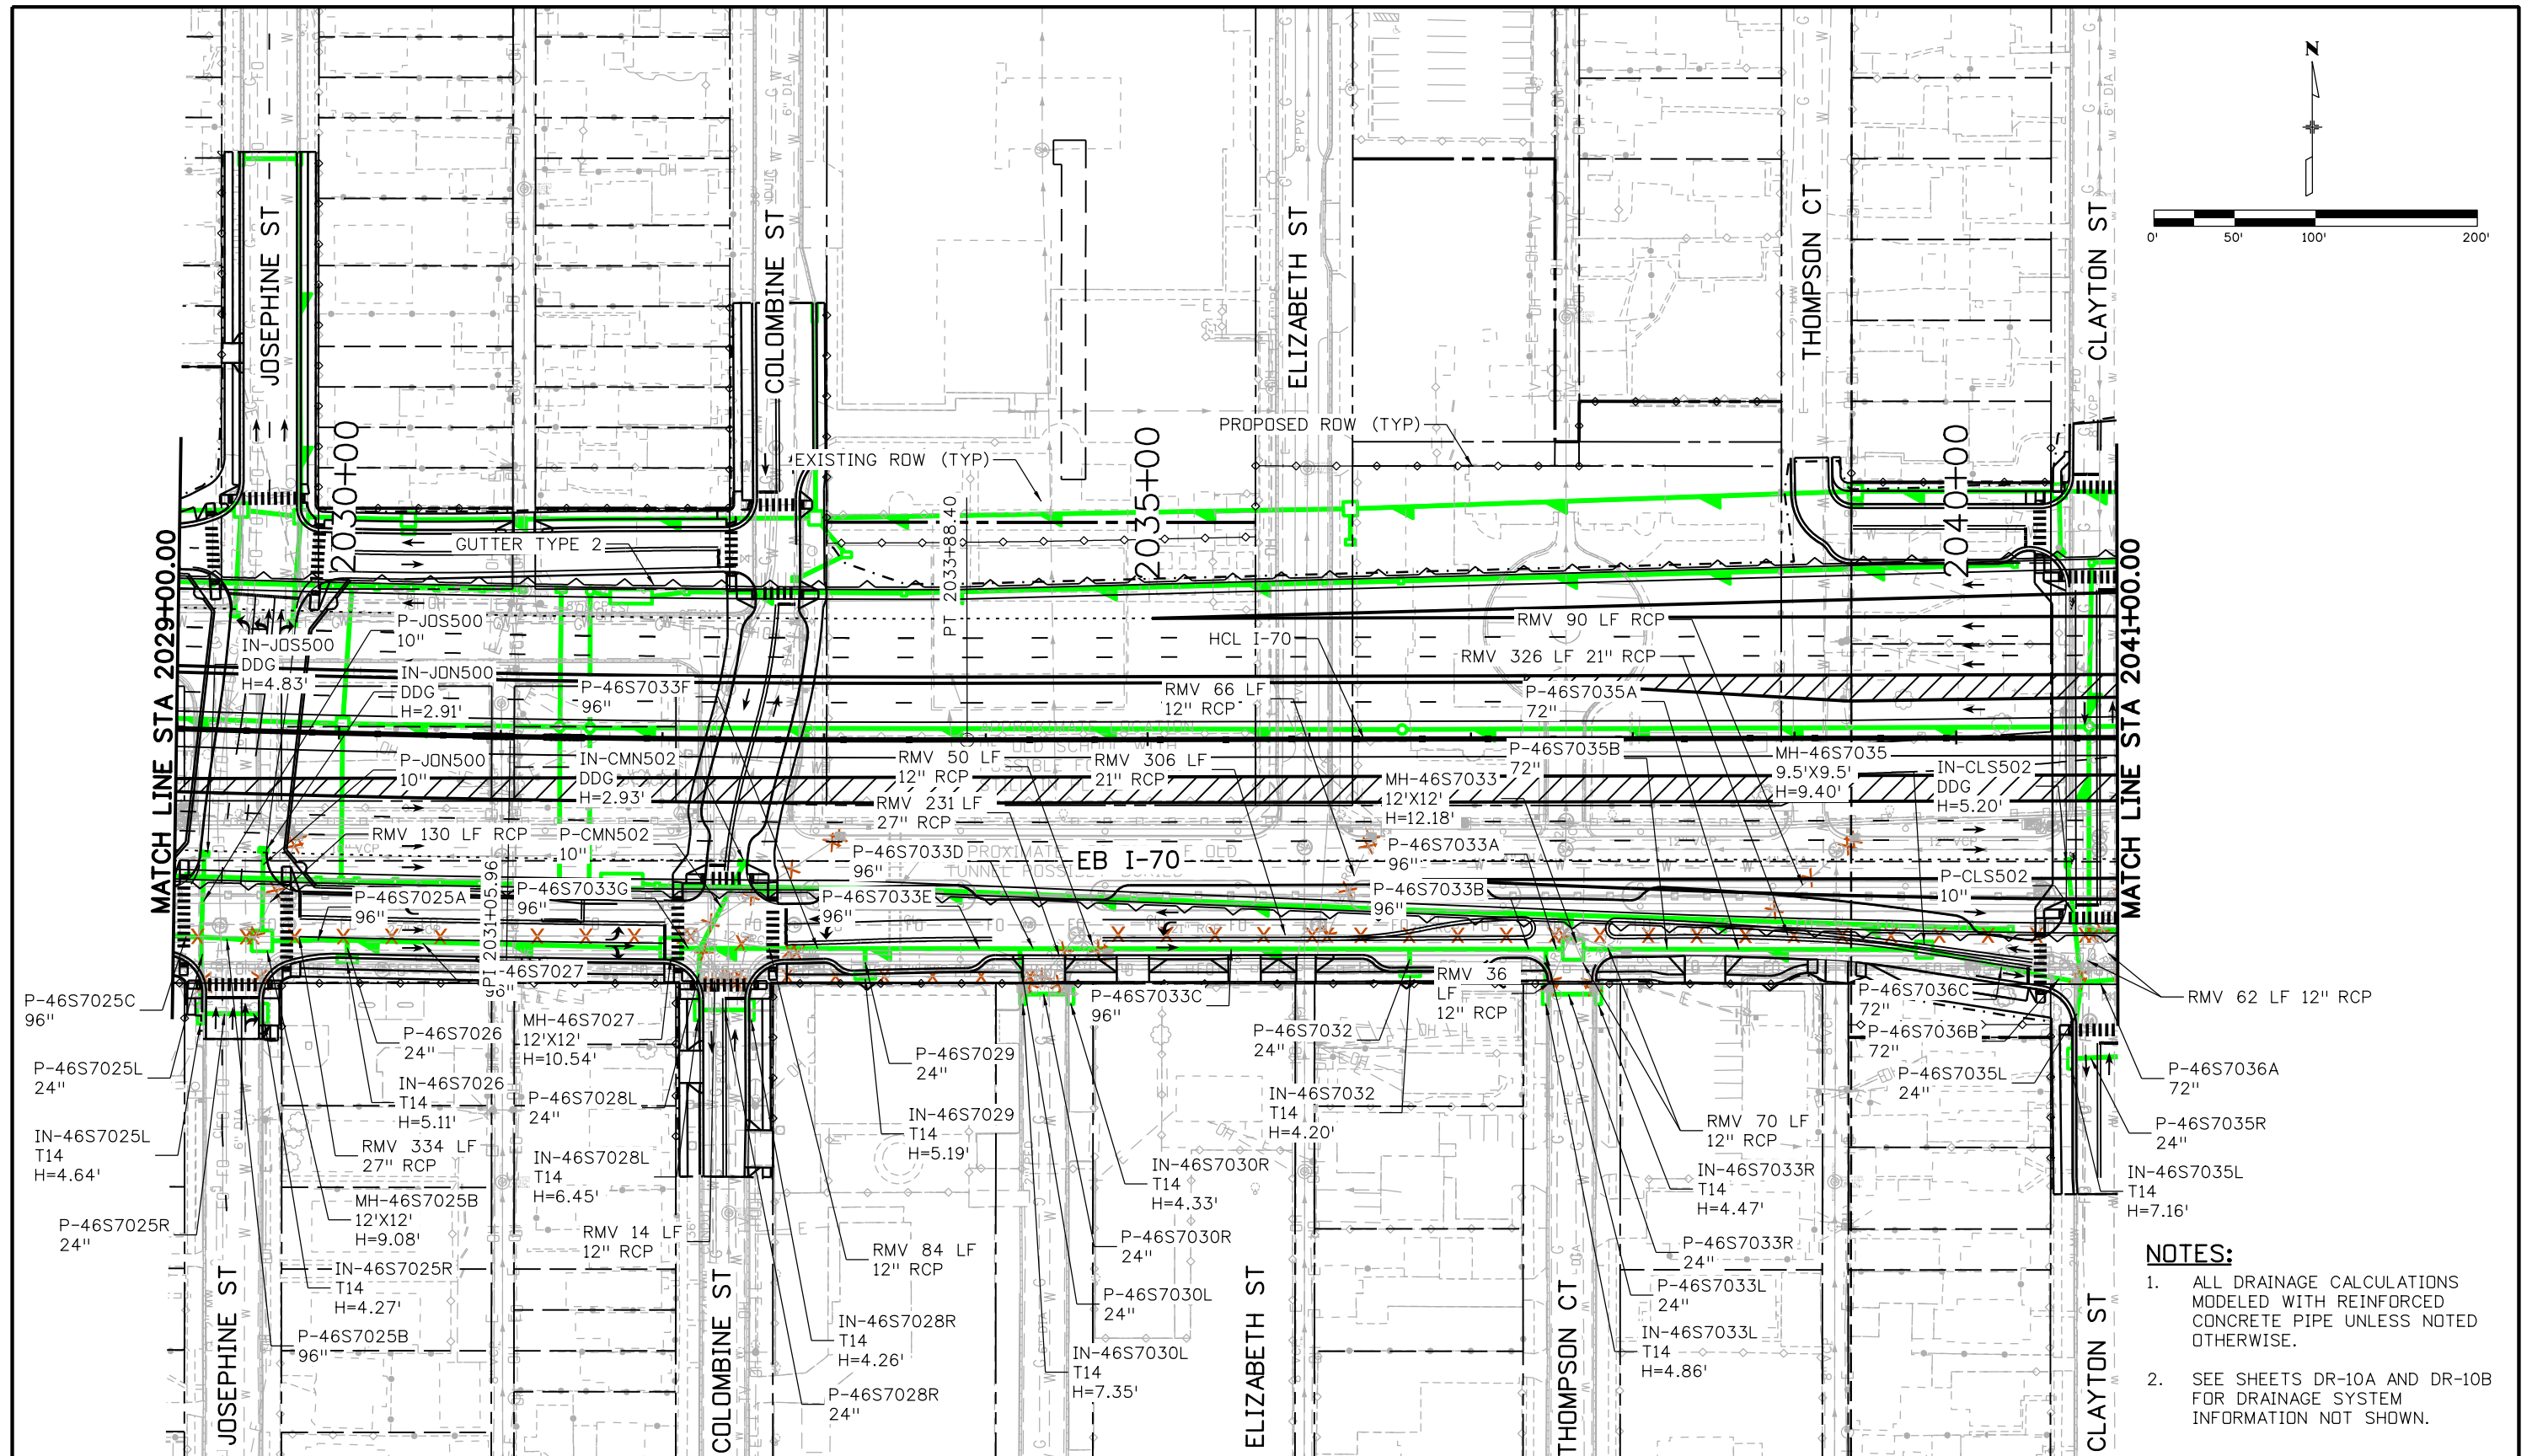 N
0' 50' 100' 200'
JOSEPHINE ST
COLOMBINE ST
ELIZABETH ST
THOMPSON CT
CLAYTON ST
PROPOSED ROW (TYP)
EXISTING ROW (TYP)
2030+00
2035+00
2040+00
PT 2033+88.40
GUTTER TYPE 2
MATCH LINE STA 2029+00.00
MATCH LINE STA 2041+00.00
P-JOS500
10"
IN-JOS500
DDG
H=4.83'
IN-JON500
DDG
H=2.91'
P-46S7033F
96"
HCL I-70
RMV 90 LF RCP
RMV 326 LF 21" RCP
RMV 66 LF
12" RCP
P-46S7035A
72"
P-JON500
10"
IN-CMN502
DDG
H=2.93'
RMV 50 LF
12" RCP
RMV 306 LF
21" RCP
P-46S7035B
72"
MH-46S7033
12'X12'
H=12.18'
MH-46S7035
9.5'X9.5'
H=9.40'
IN-CLS502
DDG
H=5.20'
RMV 231 LF
27" RCP
RMV 130 LF RCP
P-CMN502
10"
P-46S7033D
96"
EB I-70
P-46S7033A
96"
P-46S7025A
96"
PI 2031+05.96
P-46S7033G
96"
P-46S7033E
96"
P-46S7033B
96"
P-CLS502
10"
-46S7027
96"
P-46S7025C
96"
P-46S7026
24"
MH-46S7027
12'X12'
H=10.54'
P-46S7033C
96"
RMV 36
LF
12" RCP
P-46S7036C
72"
RMV 62 LF 12" RCP
P-46S7025L
24"
IN-46S7026
T14
H=5.11'
P-46S7028L
24"
P-46S7029
24"
P-46S7032
24"
P-46S7036B
72"
P-46S7035L
24"
P-46S7036A
72"
IN-46S7025L
T14
H=4.64'
RMV 334 LF
27" RCP
IN-46S7028L
T14
H=6.45'
IN-46S7029
T14
H=5.19'
IN-46S7030R
T14
H=4.33'
IN-46S7032
T14
H=4.20'
RMV 70 LF
12" RCP
P-46S7035R
24"
IN-46S7033R
T14
H=4.47'
IN-46S7035L
T14
H=7.16'
P-46S7025R
24"
MH-46S7025B
12'X12'
H=9.08'
RMV 14 LF
12" RCP
RMV 84 LF
12" RCP
P-46S7030R
24"
P-46S7033R
24"
IN-46S7025R
T14
H=4.27'
P-46S7030L
24"
P-46S7033L
24"
P-46S7025B
96"
IN-46S7028R
T14
H=4.26'
IN-46S7030L
T14
H=7.35'
IN-46S7033L
T14
H=4.86'
P-46S7028R
24"
JOSEPHINE ST
COLOMBINE ST
ELIZABETH ST
THOMPSON CT
CLAYTON ST
NOTES:
1. ALL DRAINAGE CALCULATIONS
MODELED WITH REINFORCED
CONCRETE PIPE UNLESS NOTED
OTHERWISE.
2. SEE SHEETS DR-10A AND DR-10B
FOR DRAINAGE SYSTEM
INFORMATION NOT SHOWN.